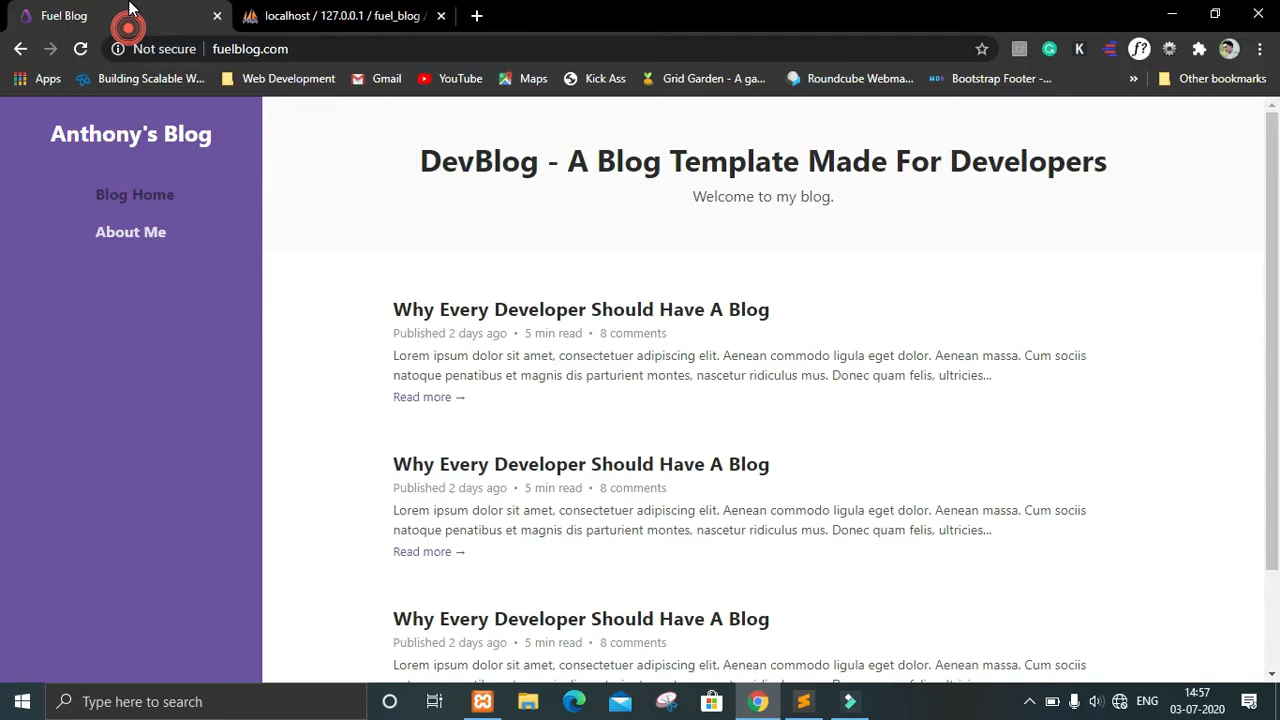 Fuel Blog
localhost / 127.0.0.1 / fuel_blog /
Not secure
fuelblog.com
f?
K
Apps
Building Scalable W...
Web Development
Gmail
YouTube
Maps
Kick Ass
Grid Garden - A ga...
Roundcube Webma...
MDB
Bootstrap Footer -...
»
Other bookmarks
Anthony's Blog
Blog Home
About Me
DevBlog - A Blog Template Made For Developers
Welcome to my blog.
Why Every Developer Should Have A Blog
Published 2 days ago • 5 min read • 8 comments
Lorem ipsum dolor sit amet, consectetuer adipiscing elit. Aenean commodo ligula eget dolor. Aenean massa. Cum sociis
natoque penatibus et magnis dis parturient montes, nascetur ridiculus mus. Donec quam felis, ultricies...
Read more →
Why Every Developer Should Have A Blog
Published 2 days ago • 5 min read • 8 comments
Lorem ipsum dolor sit amet, consectetuer adipiscing elit. Aenean commodo ligula eget dolor. Aenean massa. Cum sociis
natoque penatibus et magnis dis parturient montes, nascetur ridiculus mus. Donec quam felis, ultricies...
Read more →
Why Every Developer Should Have A Blog
Published 2 days ago • 5 min read • 8 comments
Lorem ipsum dolor sit amet, consectetuer adipiscing elit. Aenean commodo ligula eget dolor. Aenean massa. Cum sociis
Type here to search
ENG
14:57
03-07-2020